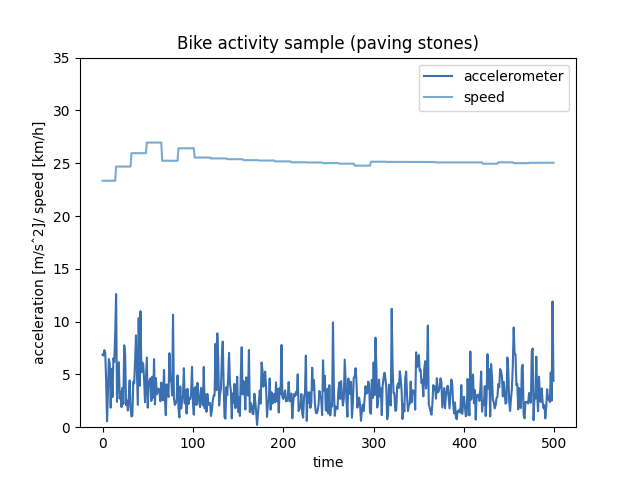 Bike activity sample (paving stones)
accelerometer
speed
35
30
25
20
15
10
5
0
acceleration [m/sˆ2]/ speed [km/h]
0 100 200 300 400 500
time